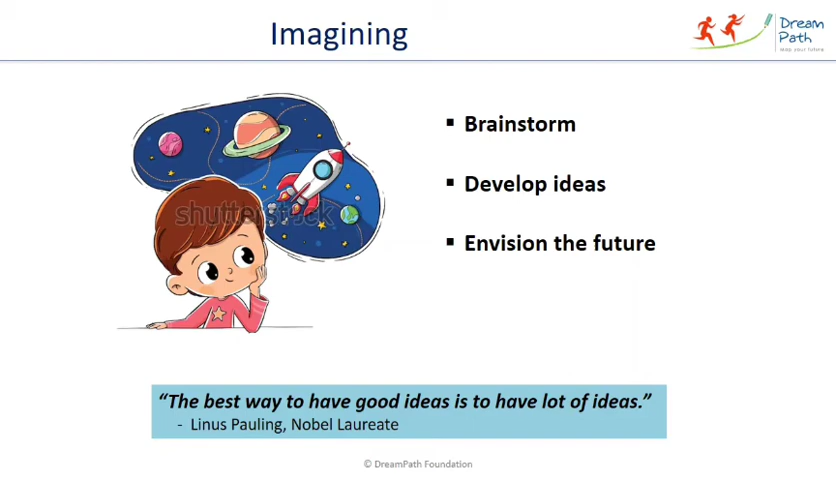 Imagining
Dream
Path
Map your future
▪ Brainstorm
▪ Develop ideas
▪ Envision the future
shutterstock
“The best way to have good ideas is to have lot of ideas.”
- Linus Pauling, Nobel Laureate
© DreamPath Foundation